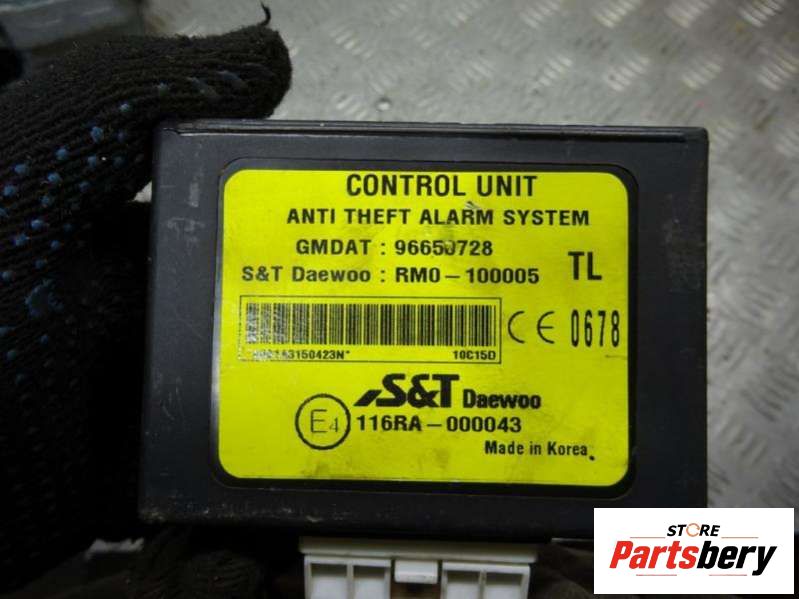 CONTROL UNIT
ANTI THEFT ALARM SYSTEM
GMDAT : 96650728
S&T Daewoo : RM0-100005 TL
10C15D
CE 0678
S&T Daewoo
E4 116RA-000043
Made in Korea
STORE
Partsbery